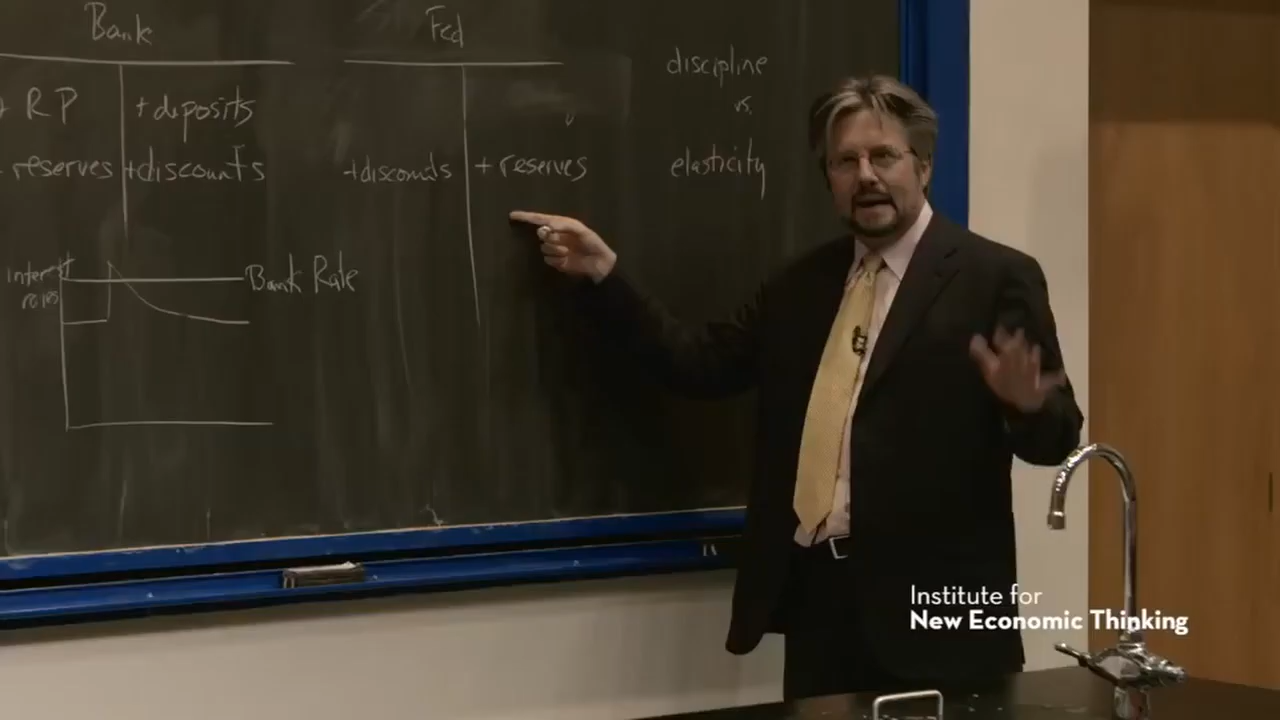 Bank
Fed
+ RP
+ deposits
reserves
+discounts
+discounts
+ reserves
discipline
vs.
elasticity
Interest
rates
Bank Rate
Institute for
New Economic Thinking